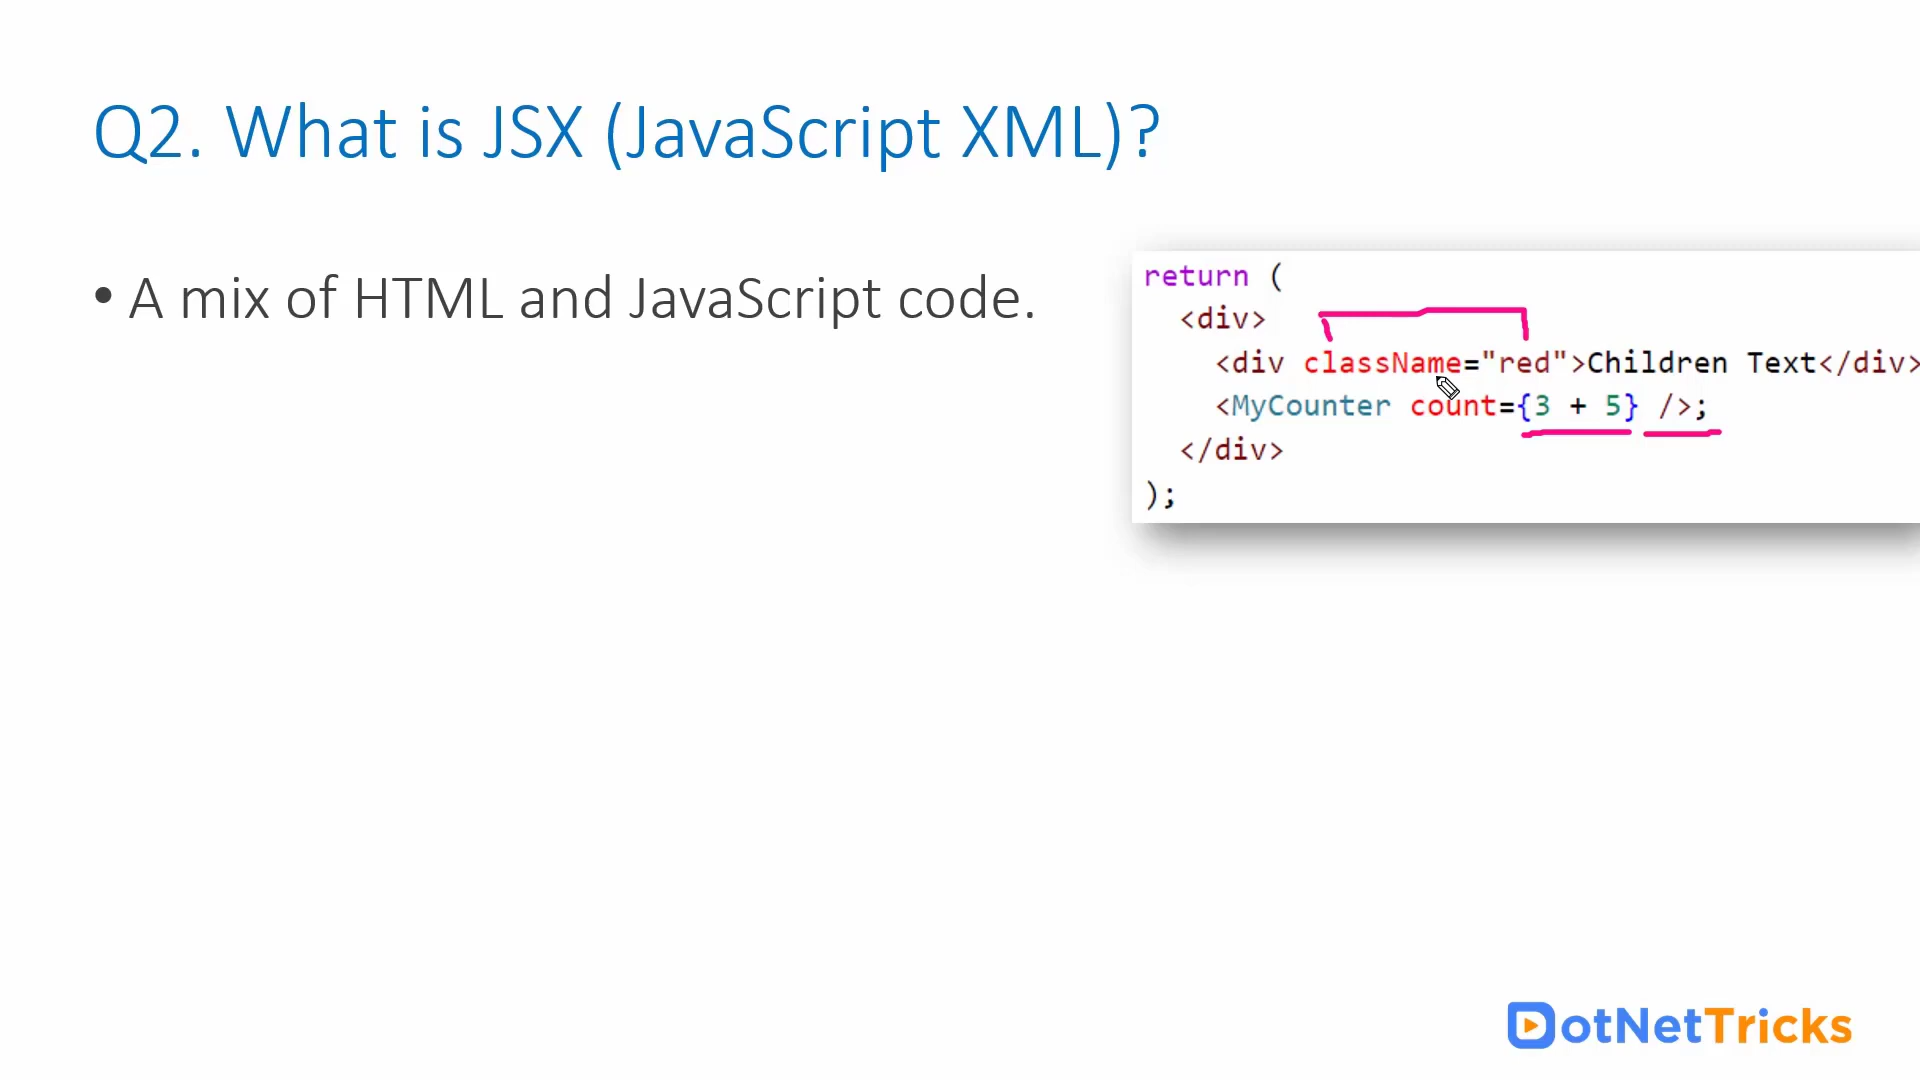 Q2. What is JSX (JavaScript XML)?
• A mix of HTML and JavaScript code.
return (
<div>
<div className="red">Children Text</div>
<MyCounter count={3 + 5} />;
</div>
);
DotNetTricks